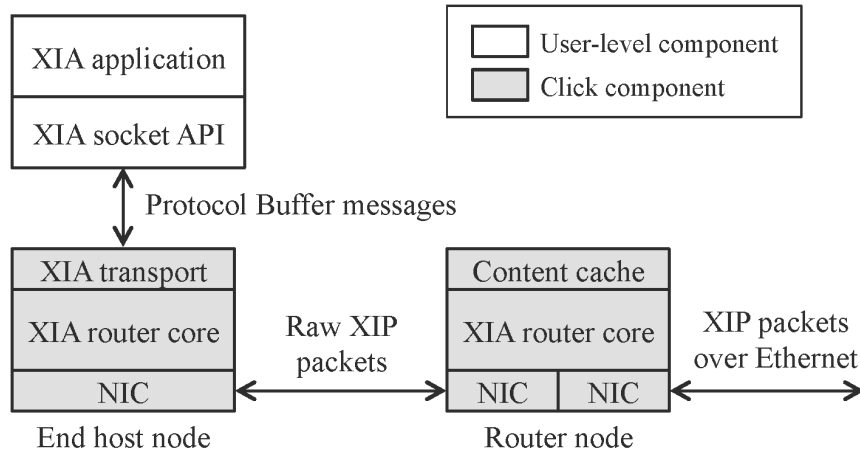 XIA application
XIA socket API
User-level component
Click component
Protocol Buffer messages
XIA transport
XIA router core
NIC
End host node
Raw XIP
packets
Content cache
XIA router core
NIC
NIC
Router node
XIP packets
over Ethernet